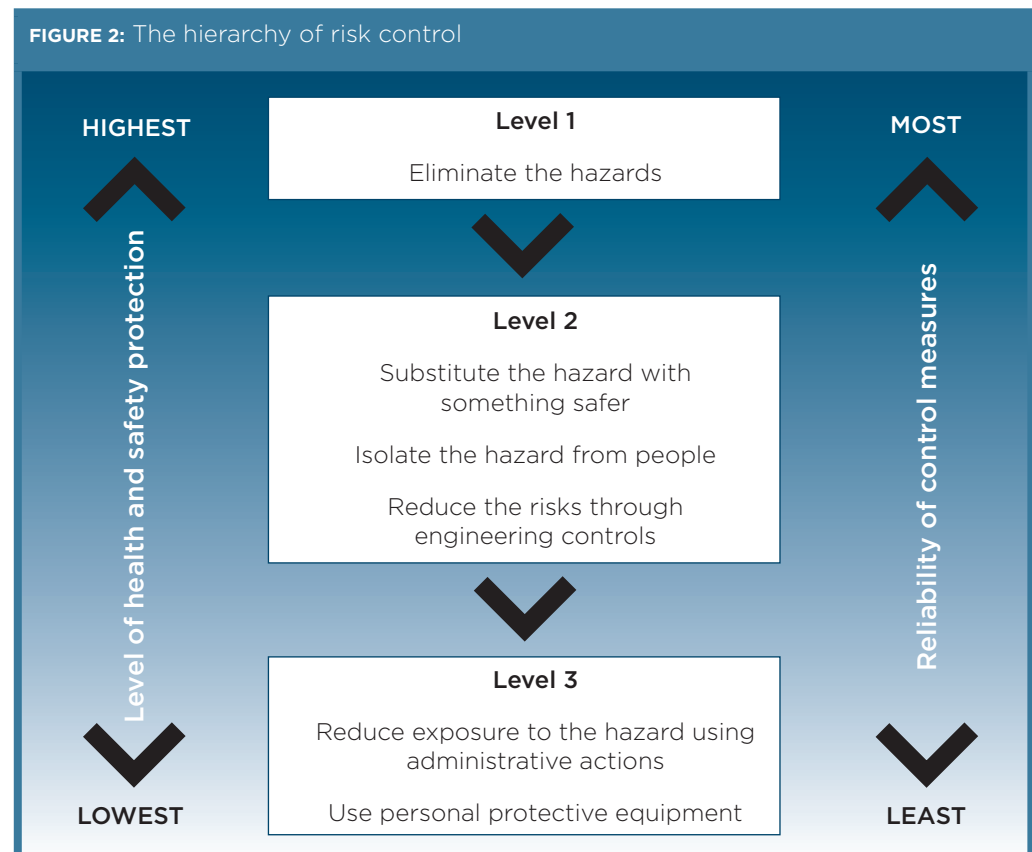 FIGURE 2: The hierarchy of risk control
HIGHEST
Level of health and safety protection
LOWEST
Level 1
Eliminate the hazards
Level 2
Substitute the hazard with
something safer
Isolate the hazard from people
Reduce the risks through
engineering controls
Level 3
Reduce exposure to the hazard using
administrative actions
Use personal protective equipment
MOST
Reliability of control measures
LEAST